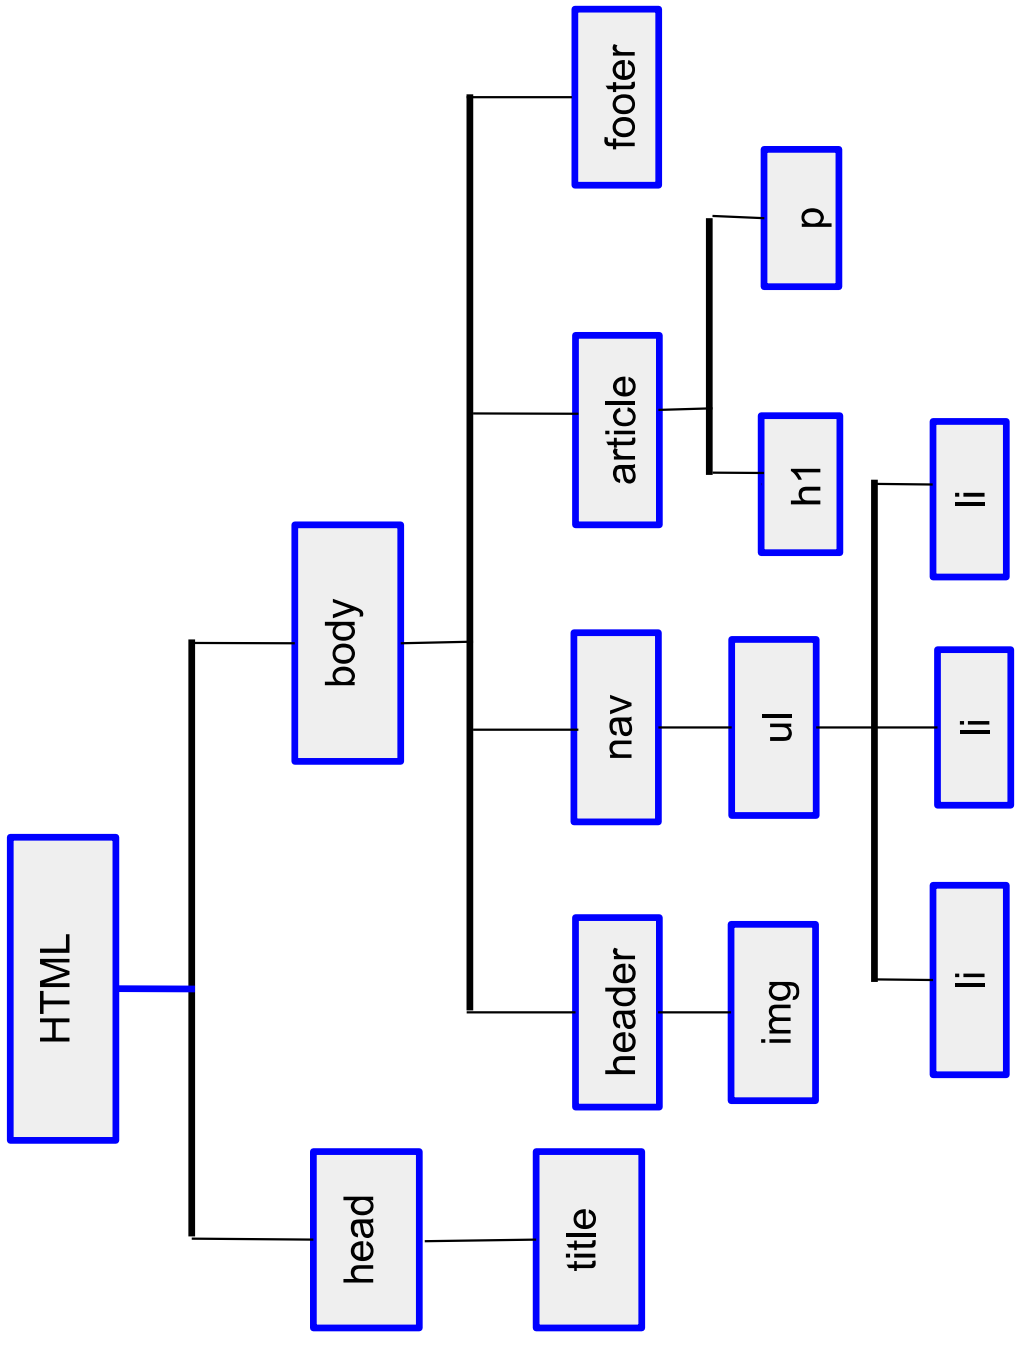 HTML
head
body
title
header
nav
article
footer
img
ul
h1
p
li
li
li